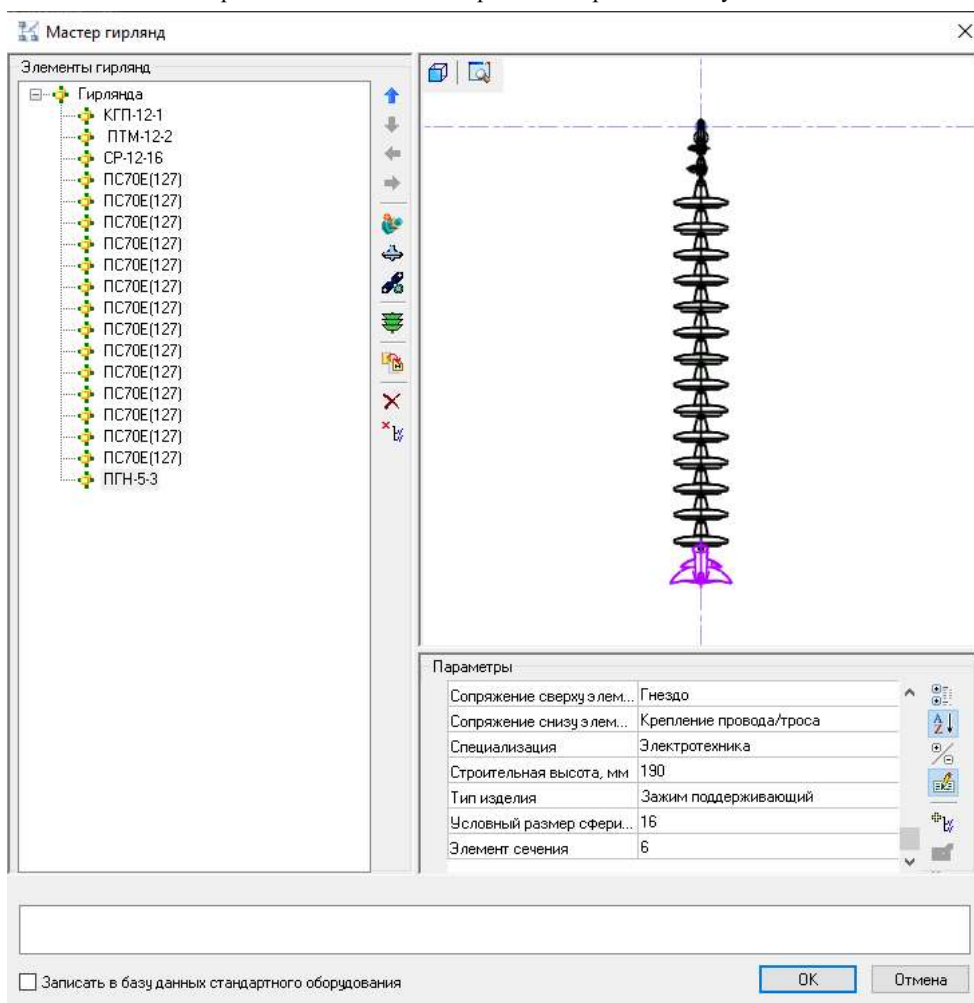 Мастер гирлянд
Элементы гирлянд
Гирлянда
КГП-12-1
ПТМ-12-2
СР-12-16
ПС70Е(127)
ПС70Е(127)
ПС70Е(127)
ПС70Е(127)
ПС70Е(127)
ПС70Е(127)
ПС70Е(127)
ПС70Е(127)
ПС70Е(127)
ПС70Е(127)
ПС70Е(127)
ПС70Е(127)
ПС70Е(127)
ПС70Е(127)
ПГН-5-3
Параметры
Сопряжение сверху элем... Гнездо
Сопряжение снизу элем... Крепление провода/троса
Специализация Электротехника
Строительная высота, мм 190
Тип изделия Зажим поддерживающий
Условный размер сфери... 16
Элемент сечения 6
Записать в базу данных стандартного оборудования
OK Отмена